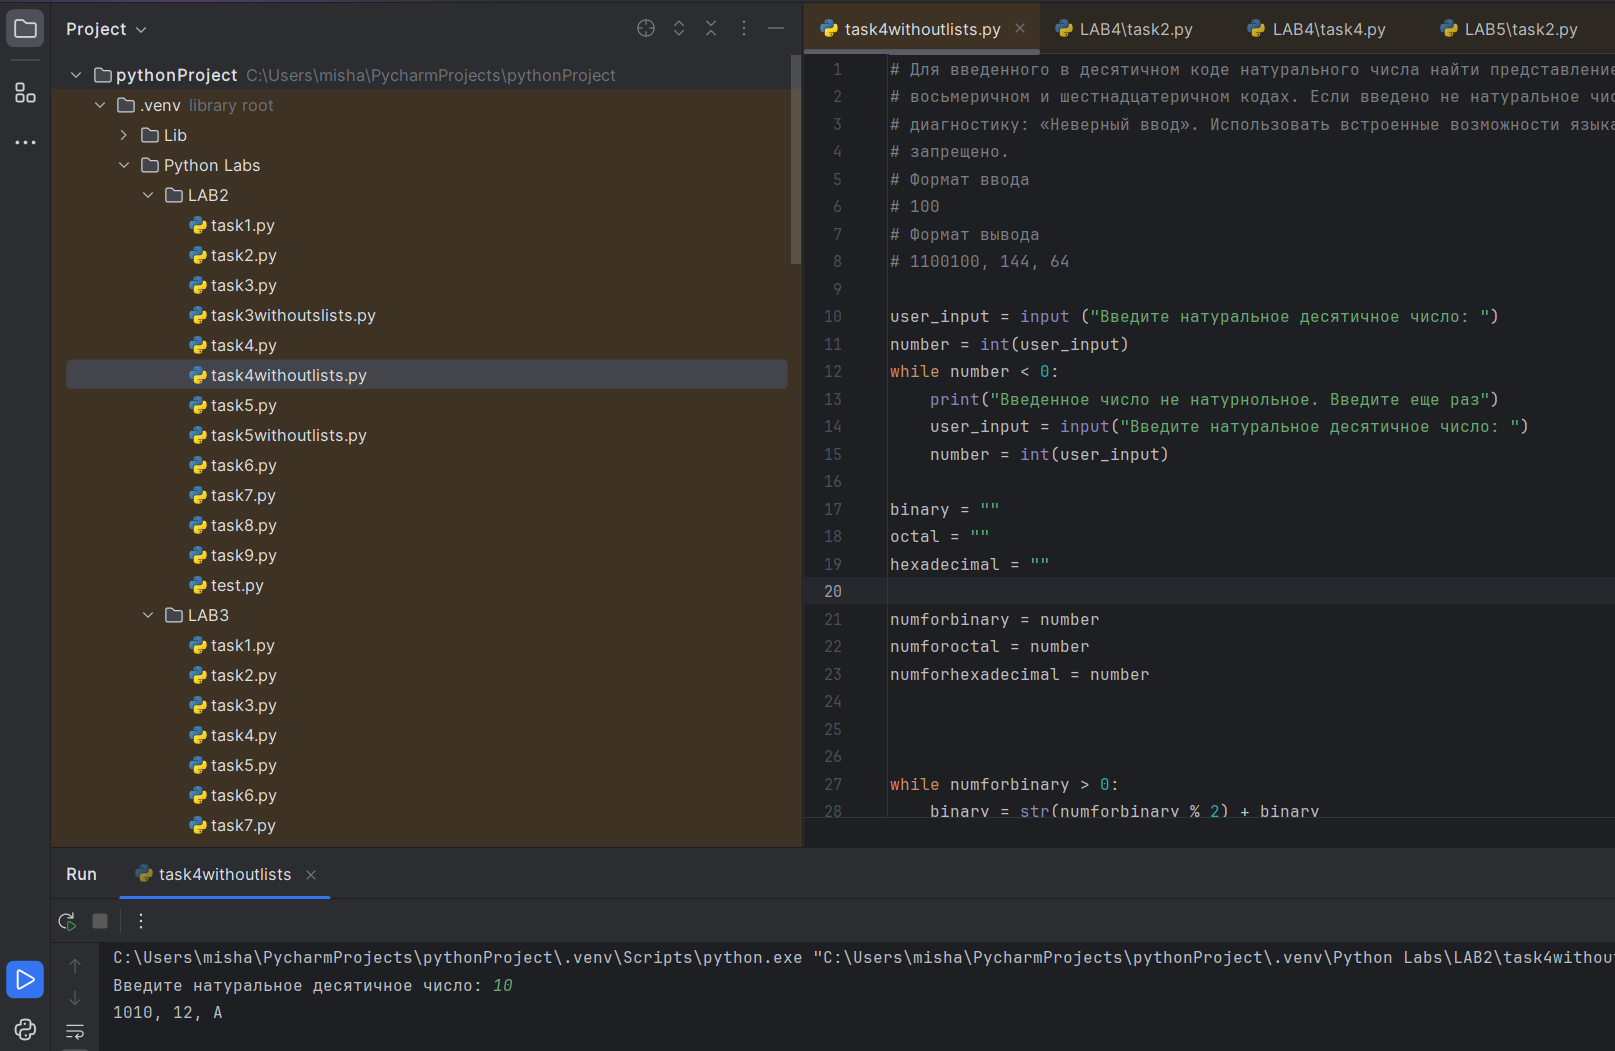 Project
pythonProject C:\Users\misha\PycharmProjects\pythonProject
.venv library root
Lib
Python Labs
LAB2
task1.py
task2.py
task3.py
task3withoutslists.py
task4.py
task4withoutlists.py
task5.py
task5withoutlists.py
task6.py
task7.py
task8.py
task9.py
test.py
LAB3
task1.py
task2.py
task3.py
task4.py
task5.py
task6.py
task7.py
task4withoutlists.py LAB4\task2.py LAB4\task4.py LAB5\task2.py
1 # Для введенного в десятичном коде натурального числа найти представление
2 # восьмеричном и шестнадцатеричном кодах. Если введено не натуральное чис
3 # диагностику: «Неверный ввод». Использовать встроенные возможности языка
4 # запрещено.
5 # Формат ввода
6 # 100
7 # Формат вывода
8 # 1100100, 144, 64
9
10 user_input = input ("Введите натуральное десятичное число: ")
11 number = int(user_input)
12 while number < 0:
13 print("Введенное число не натурнольное. Введите еще раз")
14 user_input = input("Введите натуральное десятичное число: ")
15 number = int(user_input)
16
17 binary = ""
18 octal = ""
19 hexadecimal = ""
20
21 numforbinary = number
22 numforoctal = number
23 numforhexadecimal = number
24
25
26
27 while numforbinary > 0:
28 binary = str(numforbinary % 2) + binary
Run task4withoutlists
C:\Users\misha\PycharmProjects\pythonProject\.venv\Scripts\python.exe "C:\Users\misha\PycharmProjects\pythonProject\.venv\Python Labs\LAB2\task4withou
Введите натуральное десятичное число: 10
1010, 12, A